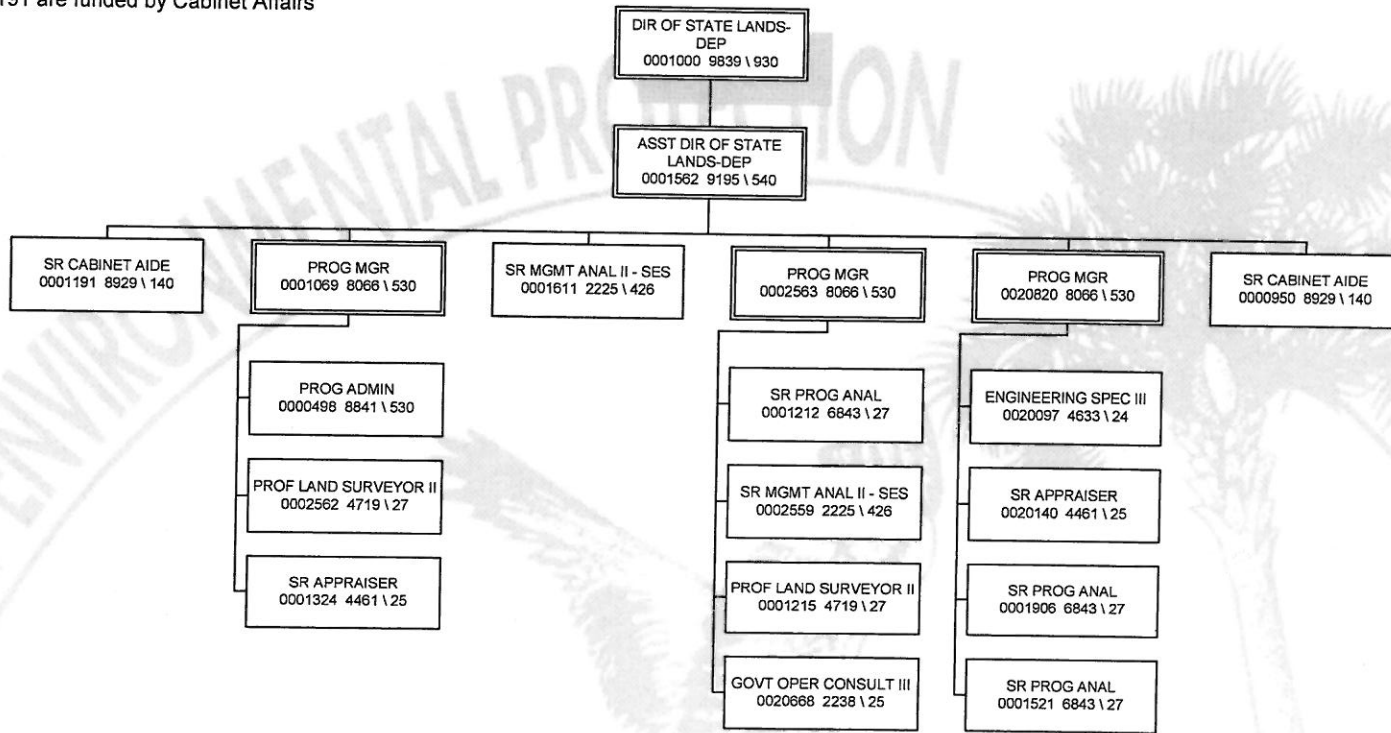 191 are funded by Cabinet Affairs
ENVIRONMENTAL PROTECTION
DIR OF STATE LANDS-
DEP
0001000 9839 \ 930
ASST DIR OF STATE
LANDS-DEP
0001562 9195 \ 540
SR CABINET AIDE
0001191 8929 \ 140
PROG MGR
0001069 8066 \ 530
SR MGMT ANAL II - SES
0001611 2225 \ 426
PROG MGR
0002563 8066 \ 530
PROG MGR
0020820 8066 \ 530
SR CABINET AIDE
0000950 8929 \ 140
PROG ADMIN
0000498 8841 \ 530
PROF LAND SURVEYOR II
0002562 4719 \ 27
SR APPRAISER
0001324 4461 \ 25
SR PROG ANAL
0001212 6843 \ 27
SR MGMT ANAL II - SES
0002559 2225 \ 426
PROF LAND SURVEYOR II
0001215 4719 \ 27
GOVT OPER CONSULT III
0020668 2238 \ 25
ENGINEERING SPEC III
0020097 4633 \ 24
SR APPRAISER
0020140 4461 \ 25
SR PROG ANAL
0001906 6843 \ 27
SR PROG ANAL
0001521 6843 \ 27